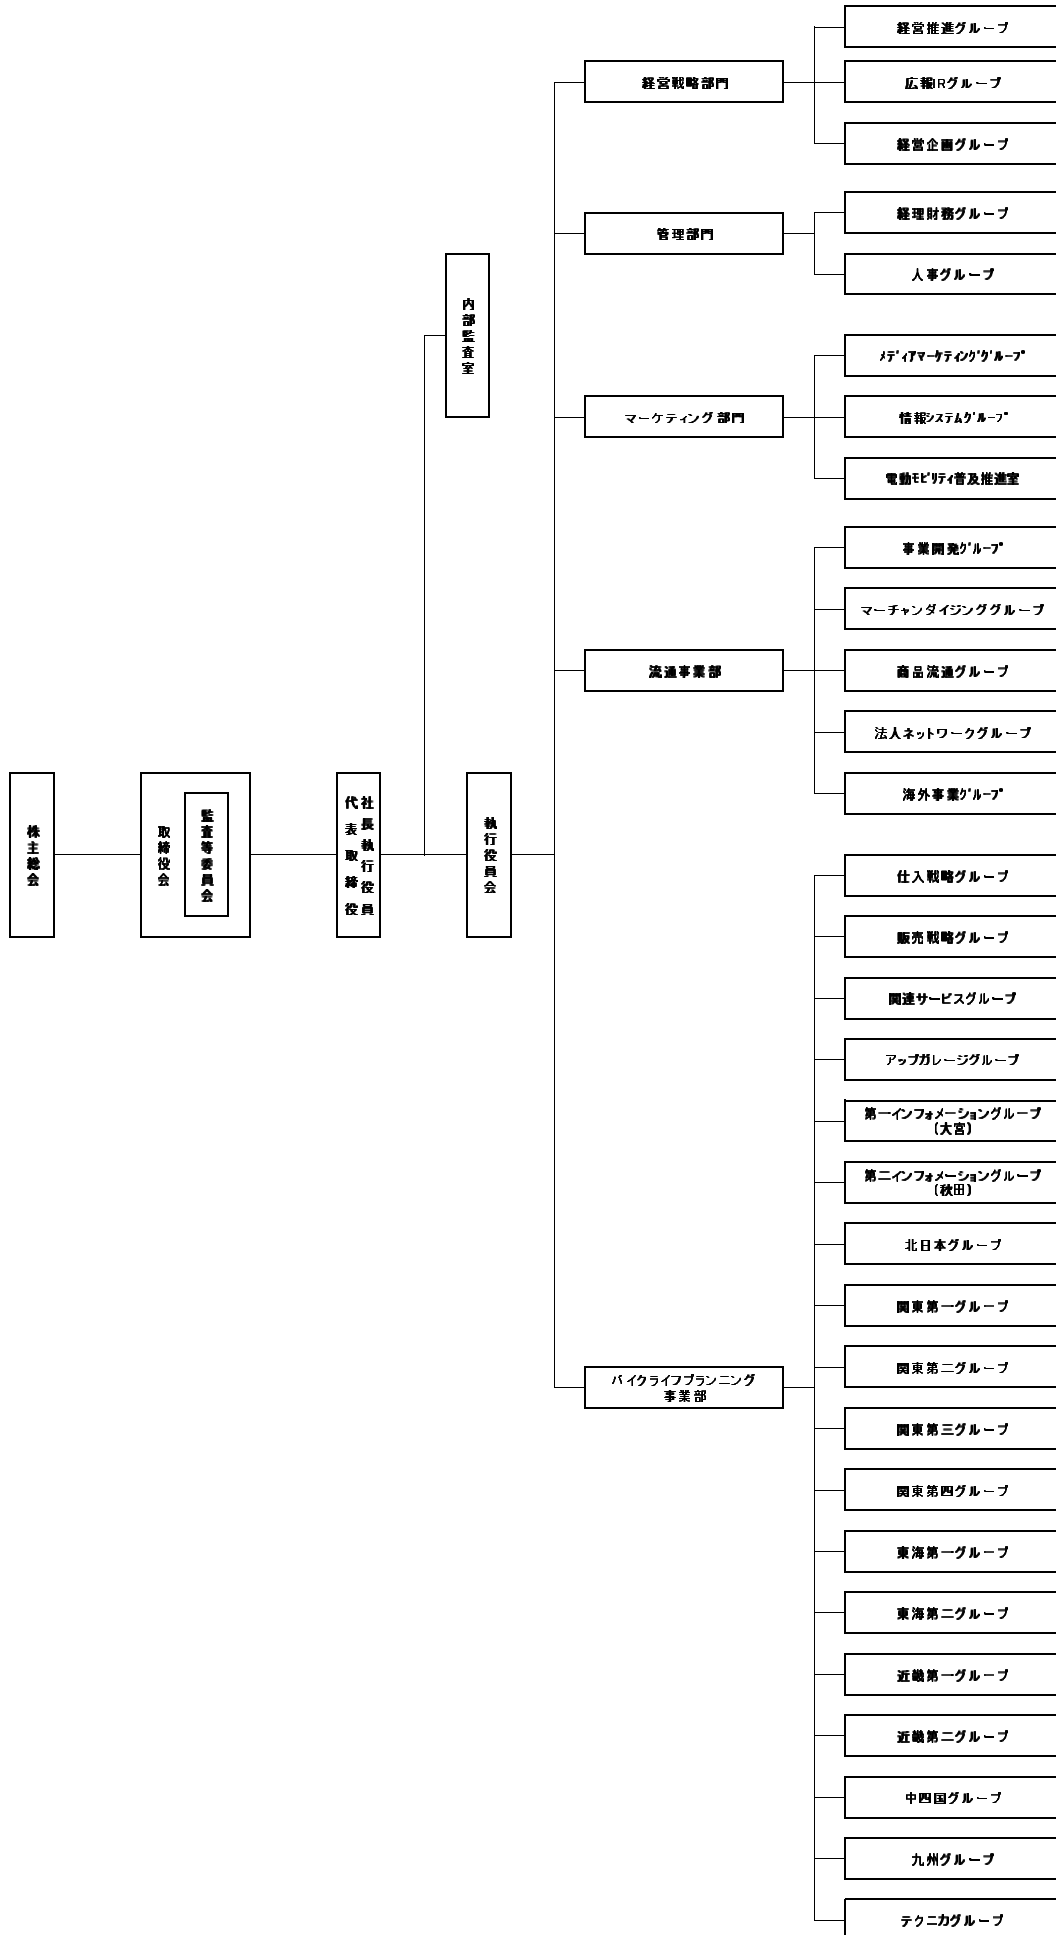 株主総会
取締役会
監査等委員会
代表取締役
社長執行役員
内部監査室
執行役員会
経営戦略部門
経営推進グループ
広報IRグループ
経営企画グループ
管理部門
経理財務グループ
人事グループ
マーケティング部門
メディアマーケティンググループ
情報システムグループ
電動モビリティ普及推進室
流通事業部
事業開発グループ
マーチャンダイジンググループ
商品流通グループ
法人ネットワークグループ
海外事業グループ
バイクライフプランニング
事業部
仕入戦略グループ
販売戦略グループ
関連サービスグループ
アップガレージグループ
第一インフォメーショングループ
(大宮)
第二インフォメーショングループ
(秋田)
北日本グループ
関東第一グループ
関東第二グループ
関東第三グループ
関東第四グループ
東海第一グループ
東海第二グループ
近畿第一グループ
近畿第二グループ
中四国グループ
九州グループ
テクニカグループ